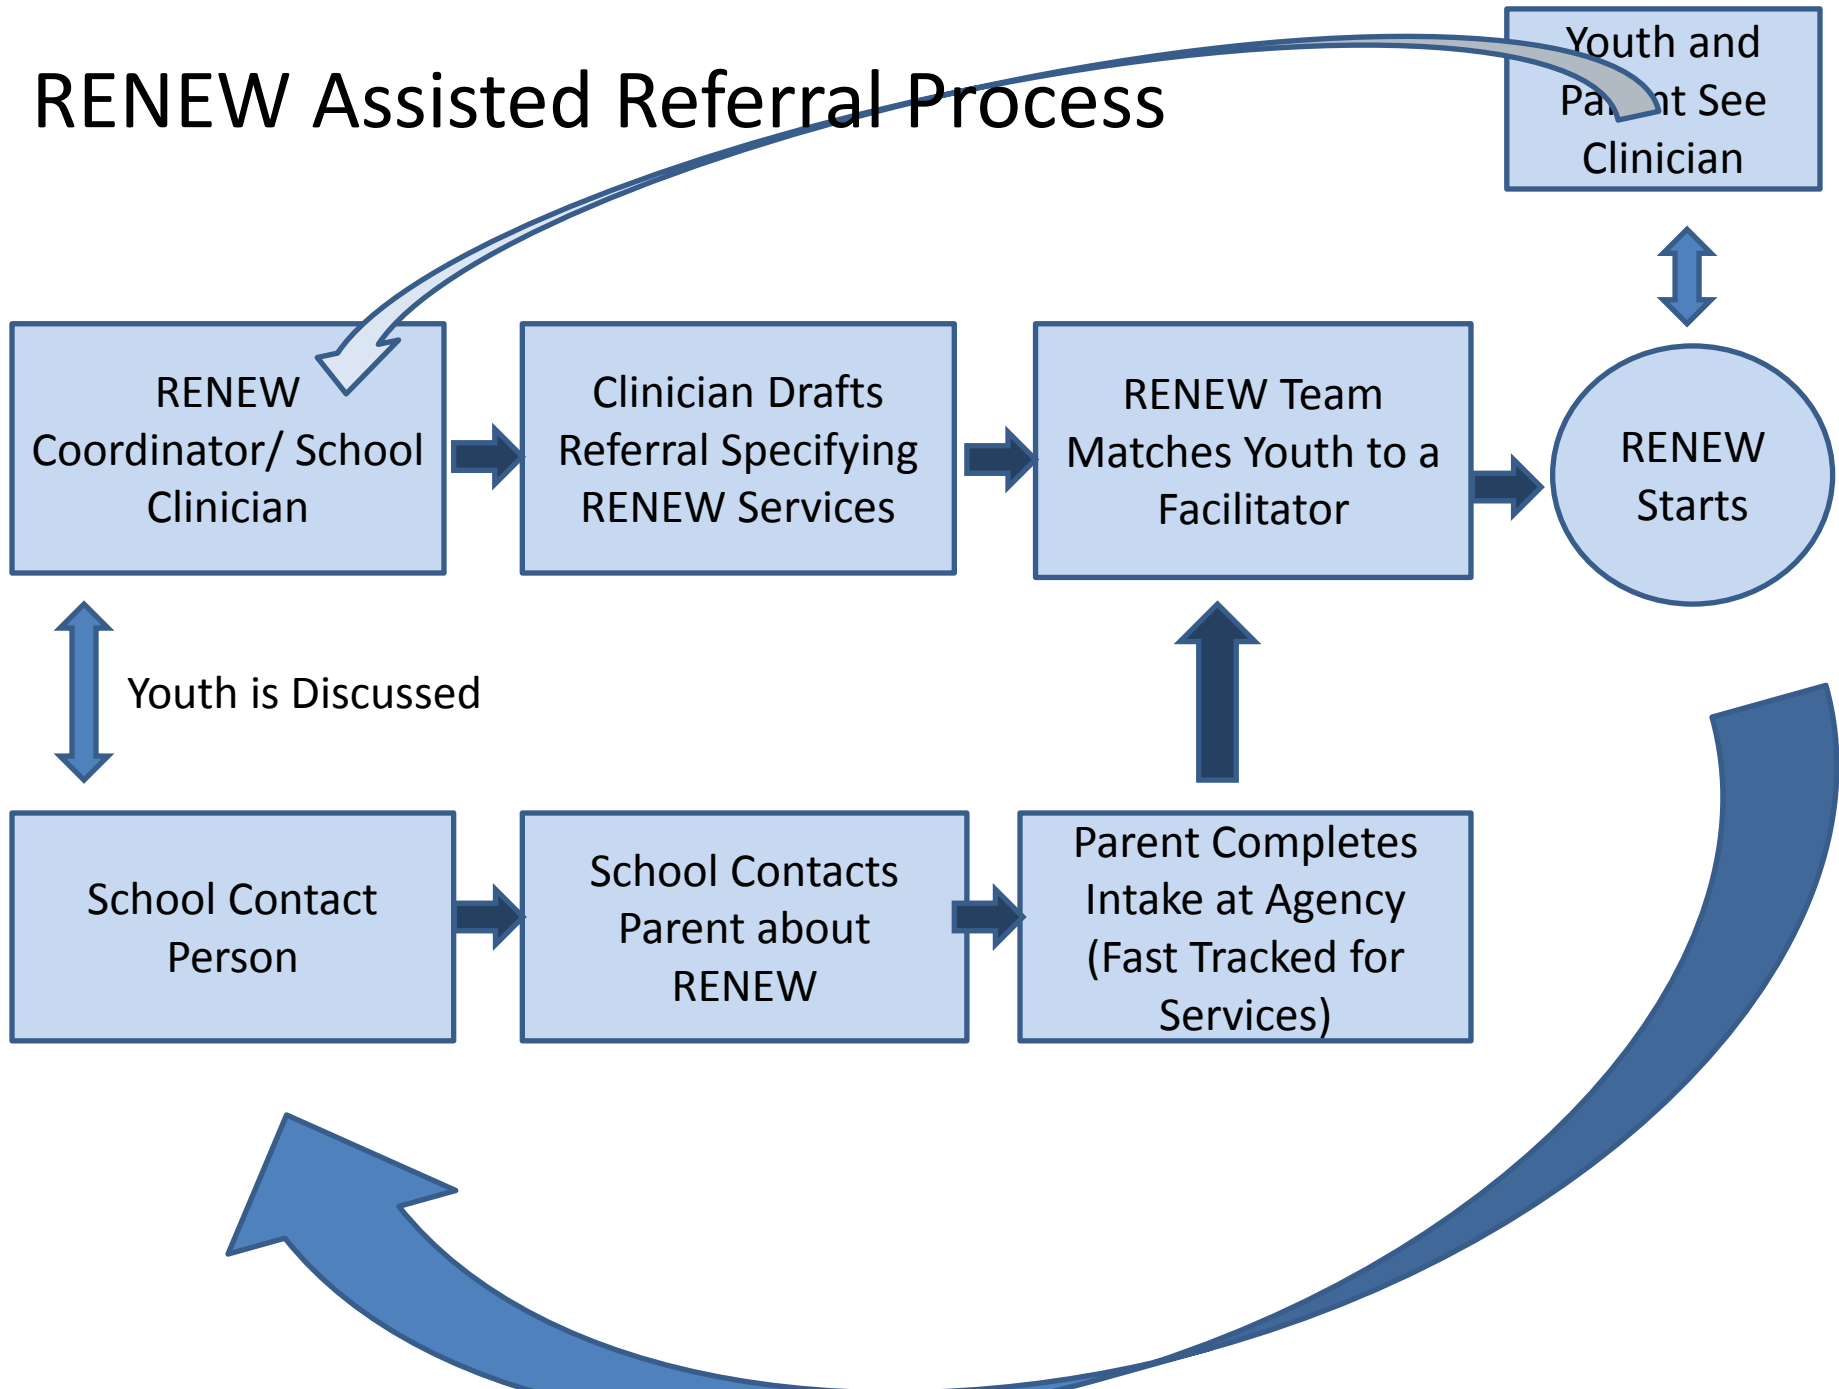 RENEW Assisted Referral Process
Youth and
Parent See
Clinician
RENEW
Coordinator/ School
Clinician
Clinician Drafts
Referral Specifying
RENEW Services
RENEW Team
Matches Youth to a
Facilitator
RENEW
Starts
Youth is Discussed
School Contact
Person
School Contacts
Parent about
RENEW
Parent Completes
Intake at Agency
(Fast Tracked for
Services)